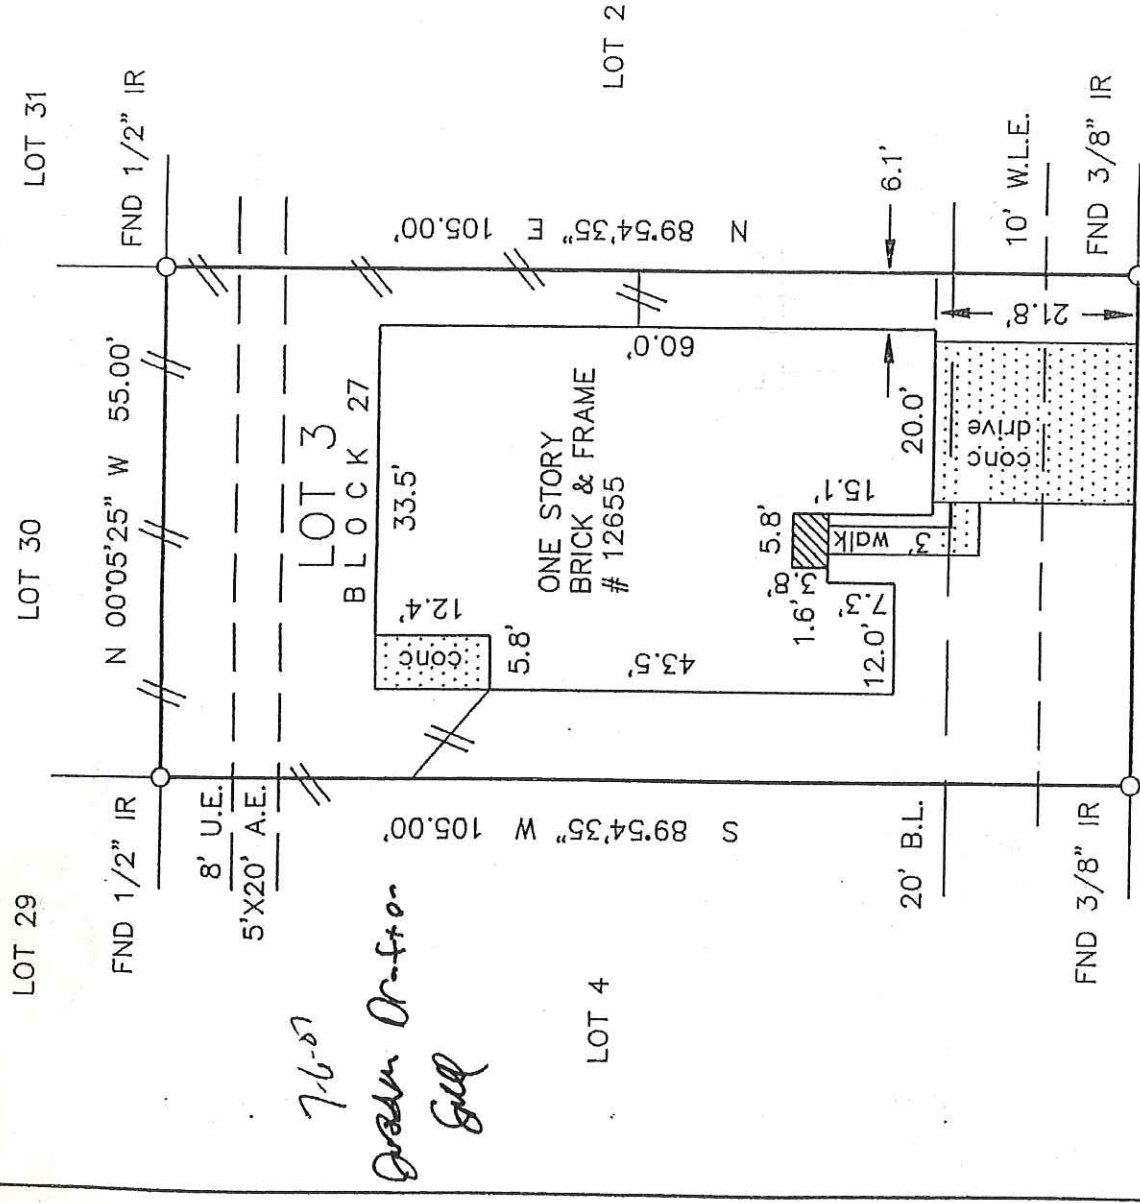 LOT 29
LOT 30
LOT 31
FND 1/2" IR
N 00°05'25" W 55.00'
FND 1/2" IR
8' U.E.
5'X20' A.E.
LOT 3
BLOCK 27
33.5'
12.4'
conc
5.8'
43.5'
60.0'
ONE STORY
BRICK & FRAME
# 12655
S 89°54'35" W 105.00'
N 89°54'35" E 105.00'
LOT 2
LOT 4
7-6-07
5.8'
3.8'
1.6'
7.3'
12.0'
15.1'
20.0'
6.1'
3' walk
conc
drive
21.8'
20' B.L.
10' W.L.E.
FND 3/8" IR
FND 3/8" IR